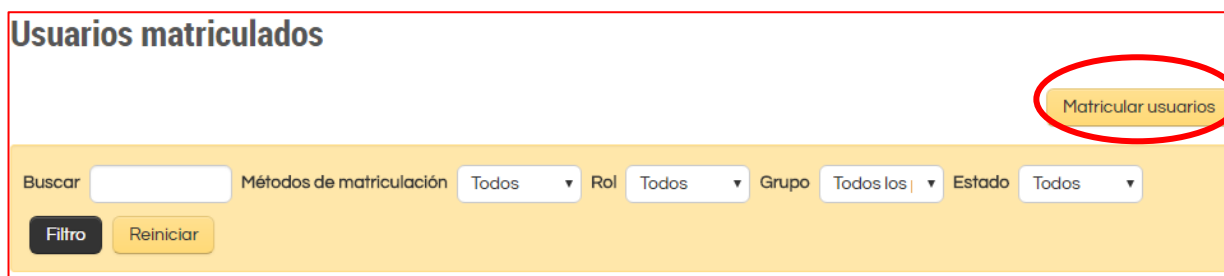 Usuarios matriculados
Matricular usuarios
Buscar Métodos de matriculación Todos Rol Todos Grupo Todos los Estado Todos
Filtro Reiniciar